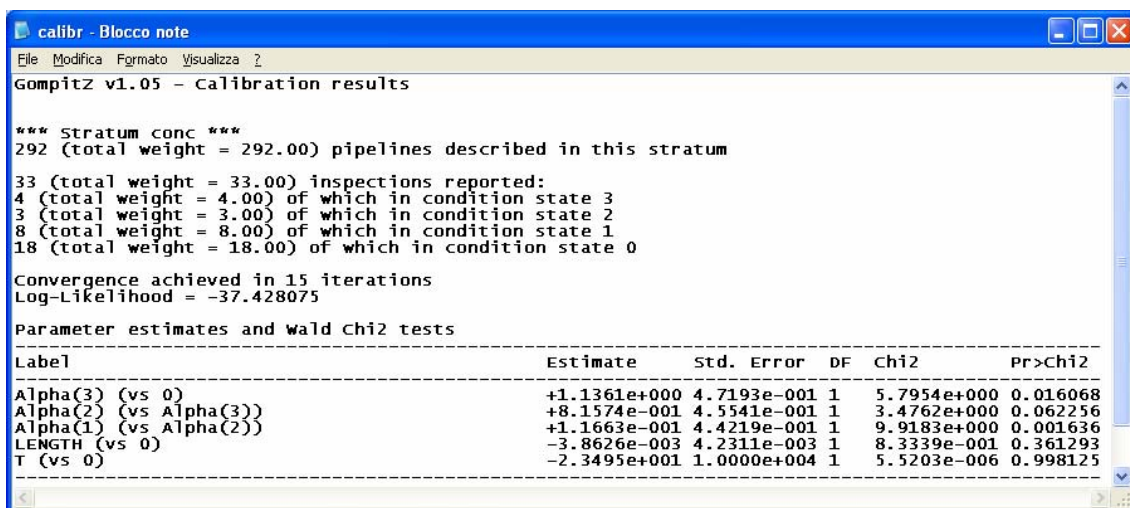 calibr - Blocco note
File Modifica Formato Visualizza ?
GompitZ v1.05 - Calibration results
*** Stratum conc ***
292 (total weight = 292.00) pipelines described in this stratum
33 (total weight = 33.00) inspections reported:
4 (total weight = 4.00) of which in condition state 3
3 (total weight = 3.00) of which in condition state 2
8 (total weight = 8.00) of which in condition state 1
18 (total weight = 18.00) of which in condition state 0
Convergence achieved in 15 iterations
Log-Likelihood = -37.428075
Parameter estimates and Wald Chi2 tests
Label Estimate Std. Error DF Chi2 Pr>Chi2
Alpha(3) (vs 0) +1.1361e+000 4.7193e-001 1 5.7954e+000 0.016068
Alpha(2) (vs Alpha(3)) +8.1574e-001 4.5541e-001 1 3.4762e+000 0.062256
Alpha(1) (vs Alpha(2)) +1.1663e-001 4.4219e-001 1 9.9183e+000 0.001636
LENGTH (vs 0) -3.8626e-003 4.2311e-003 1 8.3339e-001 0.361293
T (vs 0) -2.3495e+001 1.0000e+004 1 5.5203e-006 0.998125